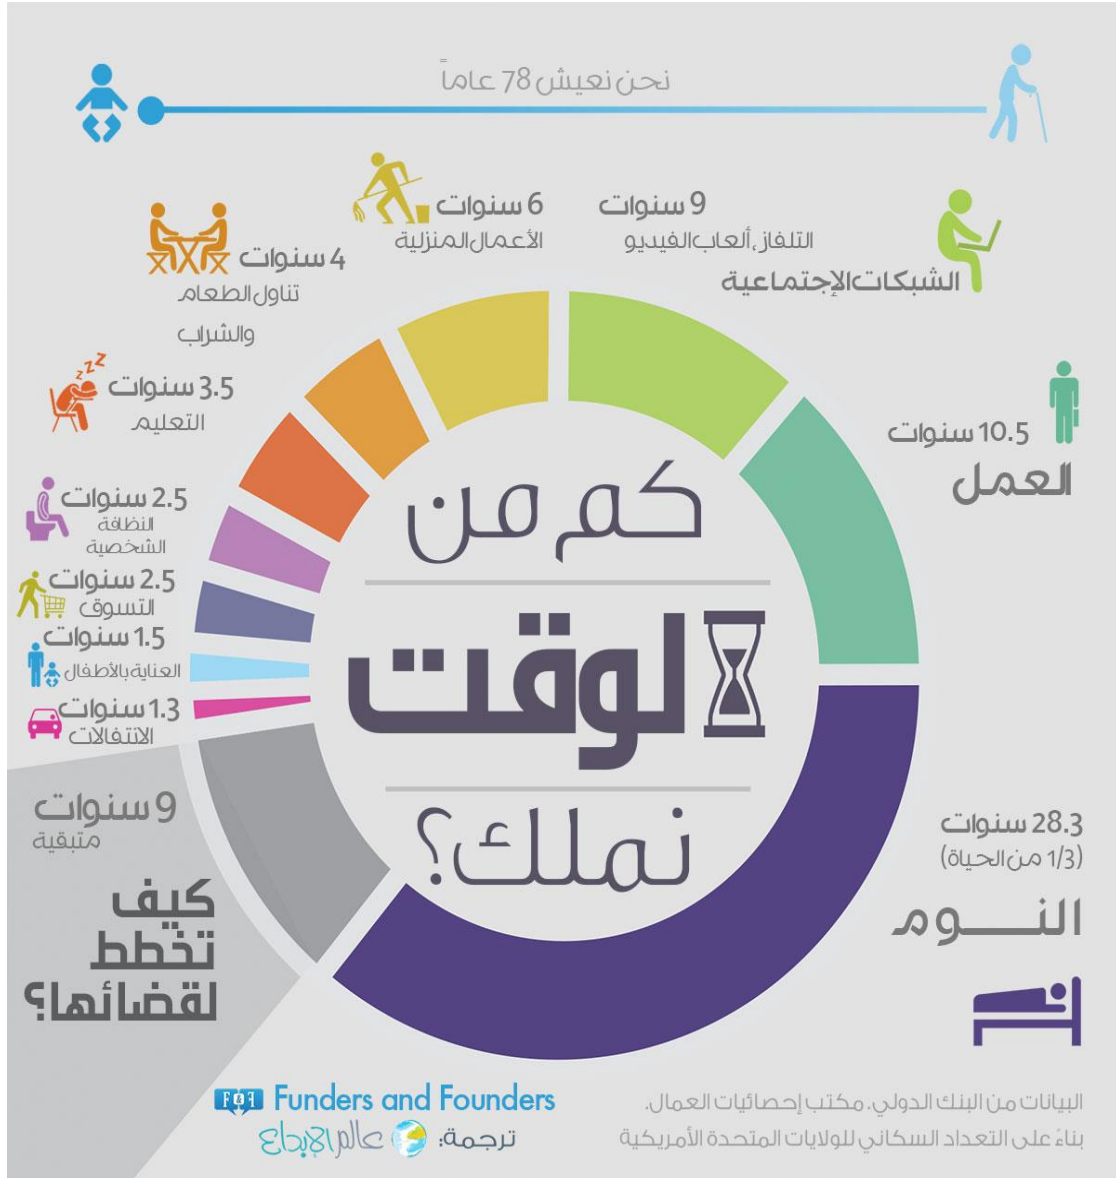 نحن نعيش 78 عاماً
9 سنوات
التلفاز، ألعاب الفيديو
الشبكات الإجتماعية
6 سنوات
الأعمال المنزلية
4 سنوات
تناول الطعام
والشراب
zzz
3.5 سنوات
التعليم
2.5 سنوات
النظافة
الشخصية
2.5 سنوات
التسوق
1.5 سنوات
العناية بالأطفال
1.3 سنوات
الانتقالات
9 سنوات
متبقية
كيف
تخطط
لقضائها؟
10.5 سنوات
العمل
28.3 سنوات
(1/3 من الحياة)
النـــوم
كم من
الوقت
نملك؟
F&F Funders and Founders
ترجمة: عالم الإبداع
البيانات من البنك الدولي، مكتب إحصائيات العمال.
بناءً على التعداد السكاني للولايات المتحدة الأمريكية